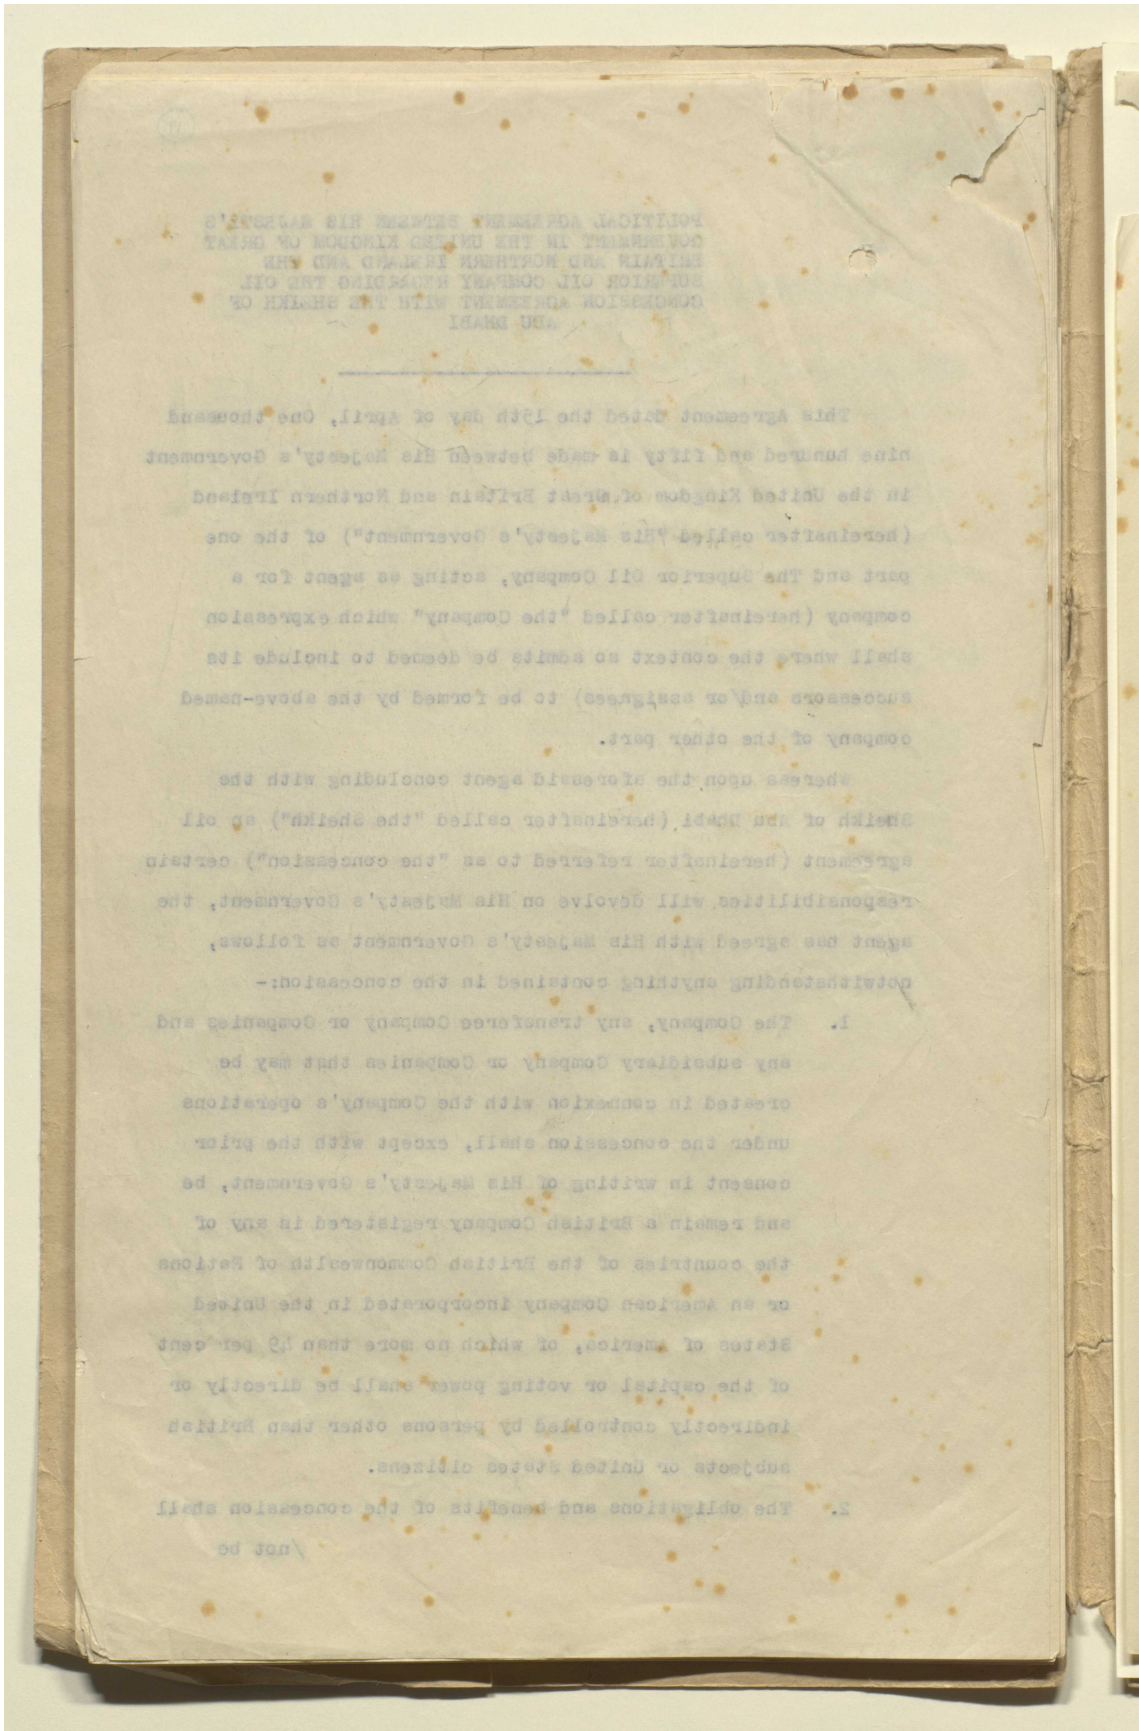 POLITICAL AGREEMENT BETWEEN HIS MAJESTY'S
GOVERNMENT IN THE UNITED KINGDOM OF GREAT
BRITAIN AND NORTHERN IRELAND AND THE
SUPERIOR OIL COMPANY REGARDING THE OIL
CONCESSION AGREEMENT WITH THE SHEIKH OF
ABU DHABI
This Agreement dated the 15th day of April, One thousand
nine hundred and fifty is made between His Majesty's Government
in the United Kingdom of Great Britain and Northern Ireland
(hereinafter called "His Majesty's Government") of the one
part and The Superior Oil Company, acting as agent for a
company (hereinafter called "the Company" which expression
shall where the context so admits be deemed to include its
successors and/or assignees) to be formed by the above-named
company of the other part.
Whereas upon the aforesaid agent concluding with the
Sheikh of Abu Dhabi (hereinafter called "the Sheikh") an oil
agreement (hereinafter referred to as "the concession") certain
responsibilities will devolve on His Majesty's Government, the
agent has agreed with His Majesty's Government as follows,
notwithstanding anything contained in the concession:-
1. The Company, any transferee Company or Companies and
any subsidiary Company or Companies that may be
created in connexion with the Company's operations
under the concession shall, except with the prior
consent in writing of His Majesty's Government, be
and remain a British Company registered in any of
the countries of the British Commonwealth of Nations
or an American Company incorporated in the United
States of America, of which no more than 49 per cent
of the capital or voting power shall be directly or
indirectly controlled by persons other than British
subjects or United States citizens.
2. The obligations and benefits of the concession shall
/not be